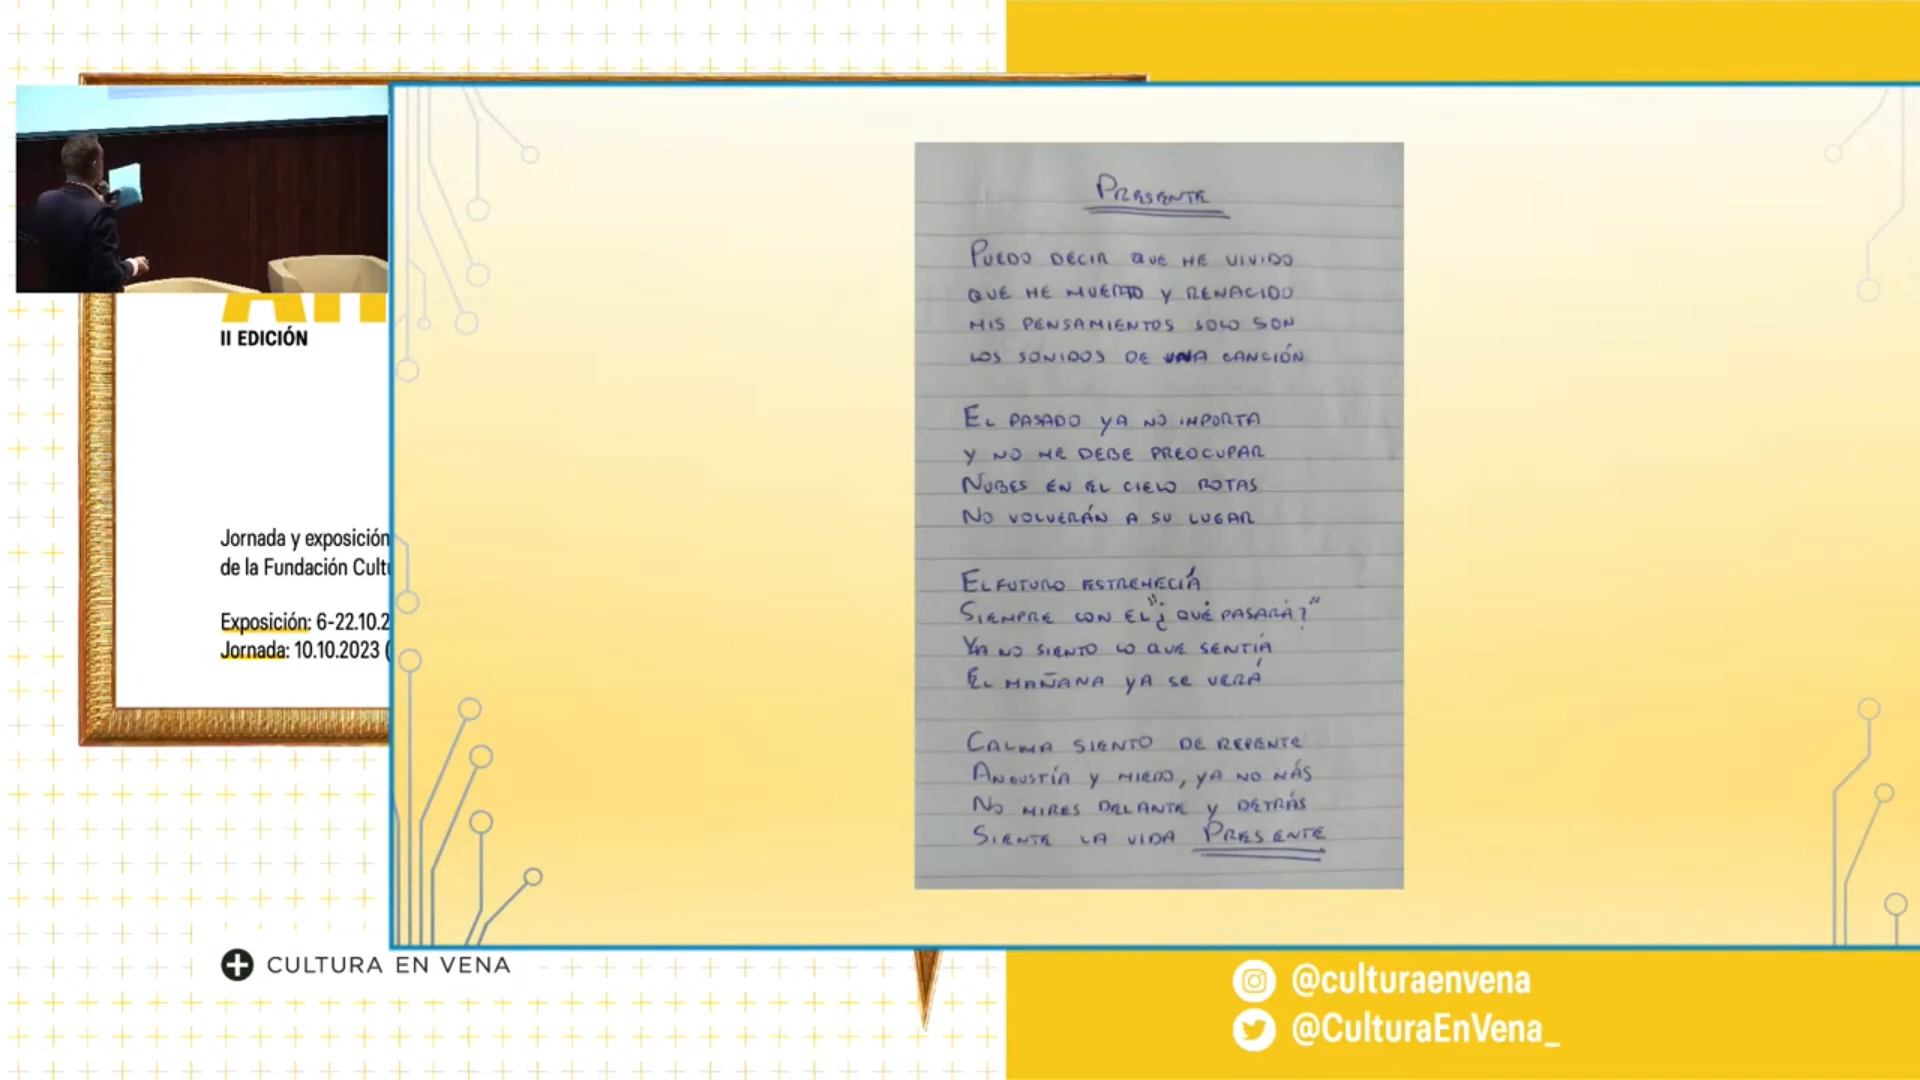 II EDICIÓN
Jornada y exposición
de la Fundación
Exposición: 6-22.10.2
Jornada: 10.10.2023 (
CULTURA EN VENA
PRESENTE
PUEDO DECIR QUE HE VIVIDO
QUE HE MUERTO Y RENACIDO
MIS PENSAMIENTOS SOLO SON
LOS SONIDOS DE UNA CANCIÓN
EL PASADO YA NO INPORTA
Y NO ME DEBE PREOCUPAR
NUBES EN EL CIELO ROTAS
NO VOLVERÁN A SU LUGAR
EL FUTURO ESTREMECÍA
SIEMPRE CON EL "¿QUÉ PASARÁ?"
YA NO SIENTO LO QUE SENTÍA
EL MAÑANA YA SE VERÁ
CALMA SIENTO DE REPENTE
ANGUSTÍA Y MIEDO, YA NO MÁS
NO MIRES DELANTE Y DETRÁS
SIENTE LA VIDA PRESENTE
@culturaenvena
@CulturaEnVena_